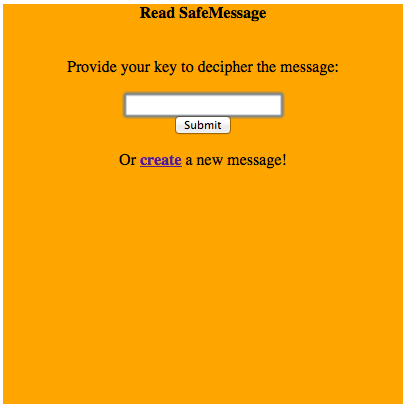 Read SafeMessage
Provide your key to decipher the message:
Submit
Or create a new message!